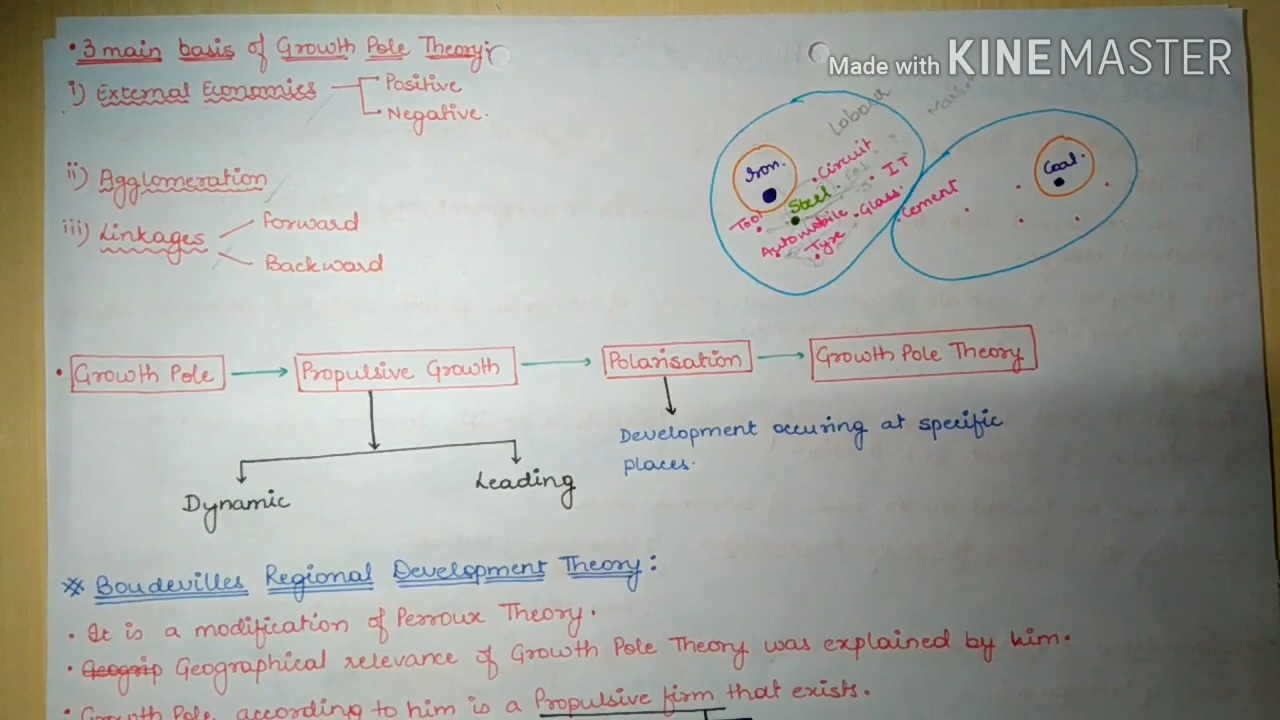 • 3 main basis of Growth Pole Theory:
Made with KINEMASTER
i) External Economies
Positive
Negative.
ii) Agglomeration
iii) Linkages
Forward
Backward
Labour
Iron.
Circuit
IT
Steel
Tool
Automobile
Glass.
Tyre
Cement
Coal.
• Growth Pole
Propulsive Growth
Polarisation
Growth Pole Theory
Dynamic
Leading
Development occuring at specific
places.
* Boudevilles Regional Development Theory:
• It is a modification of Perroux Theory.
• Geogrip Geographical relevance of Growth Pole Theory was explained by him.
• Growth Pole according to him is a Propulsive firm that exists.